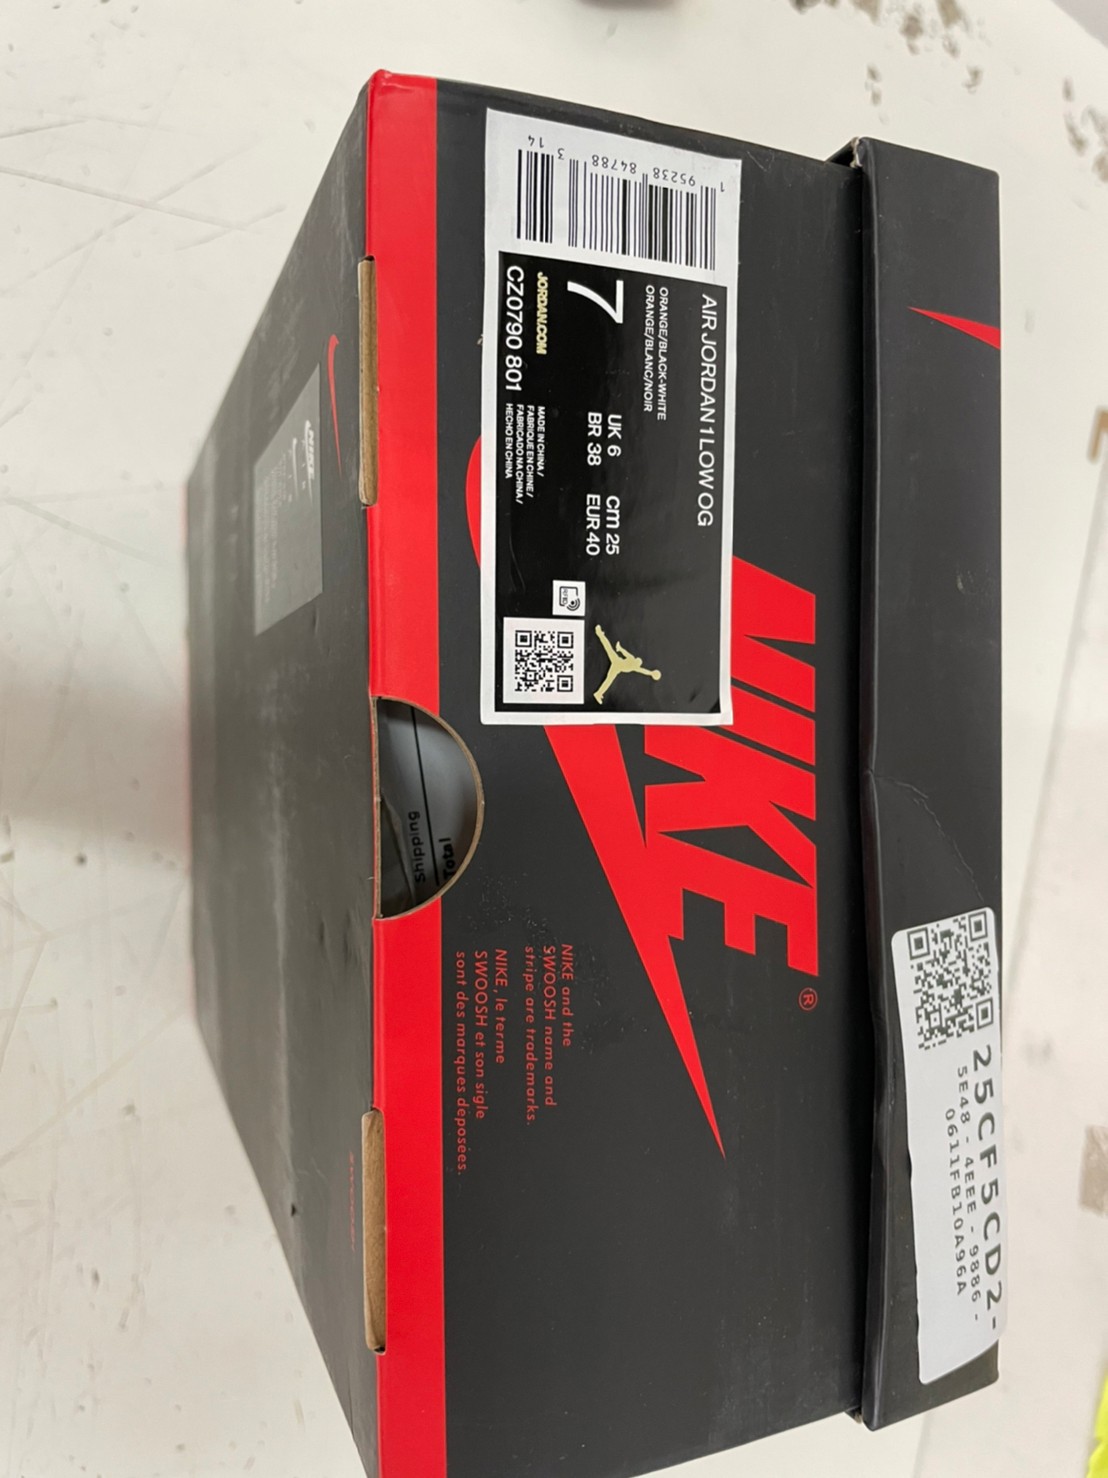 1 95238 84788 3 14
AIR JORDAN 1 LOW OG
ORANGE/BLACK-WHITE
ORANGE/BLANC/NOIR
7
UK 6 cm 25
BR 38 EUR 40
JORDAN.COM
CZ0790 801
MADE IN CHINA /
FABRIQUE EN CHINE /
FABRICADO NA CHINA /
HECHO EN CHINA
NIKE®
NIKE and the
SWOOSH name and
stripe are trademarks.
NIKE, le terme
SWOOSH et son sigle
sont des marques déposées.
25CF5CD2-
5E48-4EEE-9886-
0611FB10A96A
Total
Shipping
NIKE
SWOOSH